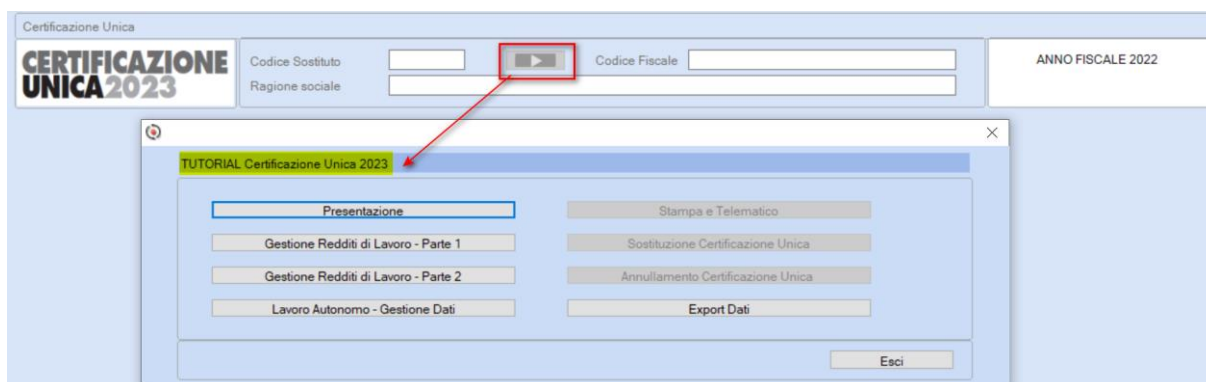 Certificazione Unica
CERTIFICAZIONE
UNICA2023
Codice Sostituto
Codice Fiscale
Ragione sociale
ANNO FISCALE 2022
TUTORIAL Certificazione Unica 2023
Presentazione
Stampa e Telematico
Gestione Redditi di Lavoro - Parte 1
Sostituzione Certificazione Unica
Gestione Redditi di Lavoro - Parte 2
Annullamento Certificazione Unica
Lavoro Autonomo - Gestione Dati
Export Dati
Esci